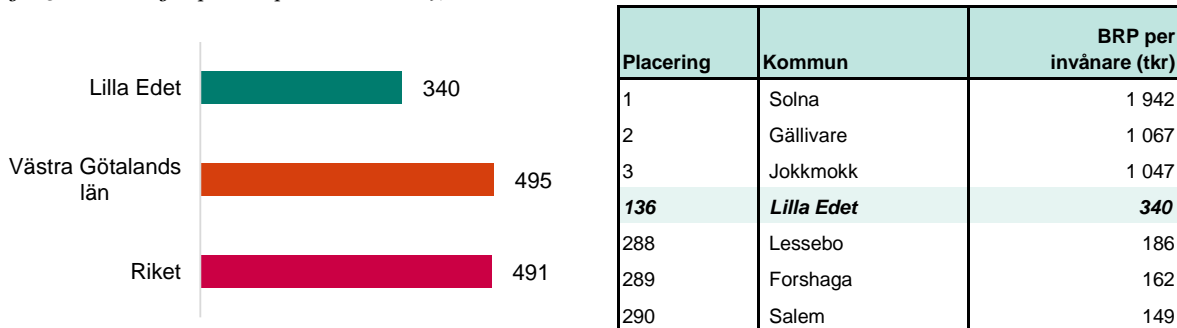 Lilla Edet
340
Västra Götalands
län
495
Riket
491
Placering Kommun BRP per
invånare (tkr)
1 Solna 1 942
2 Gällivare 1 067
3 Jokkmokk 1 047
136 Lilla Edet 340
288 Lessebo 186
289 Forshaga 162
290 Salem 149